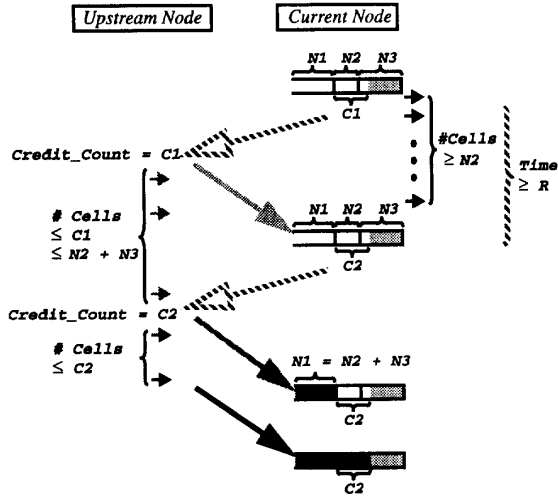 Upstream Node
Current Node
N1 N2 N3
C1
#Cells
≥ N2
Time
≥ R
Credit_Count = C1
# Cells
≤ C1
≤ N2 + N3
N1 N2 N3
C2
Credit_Count = C2
# Cells
≤ C2
N1 = N2 + N3
C2
C2